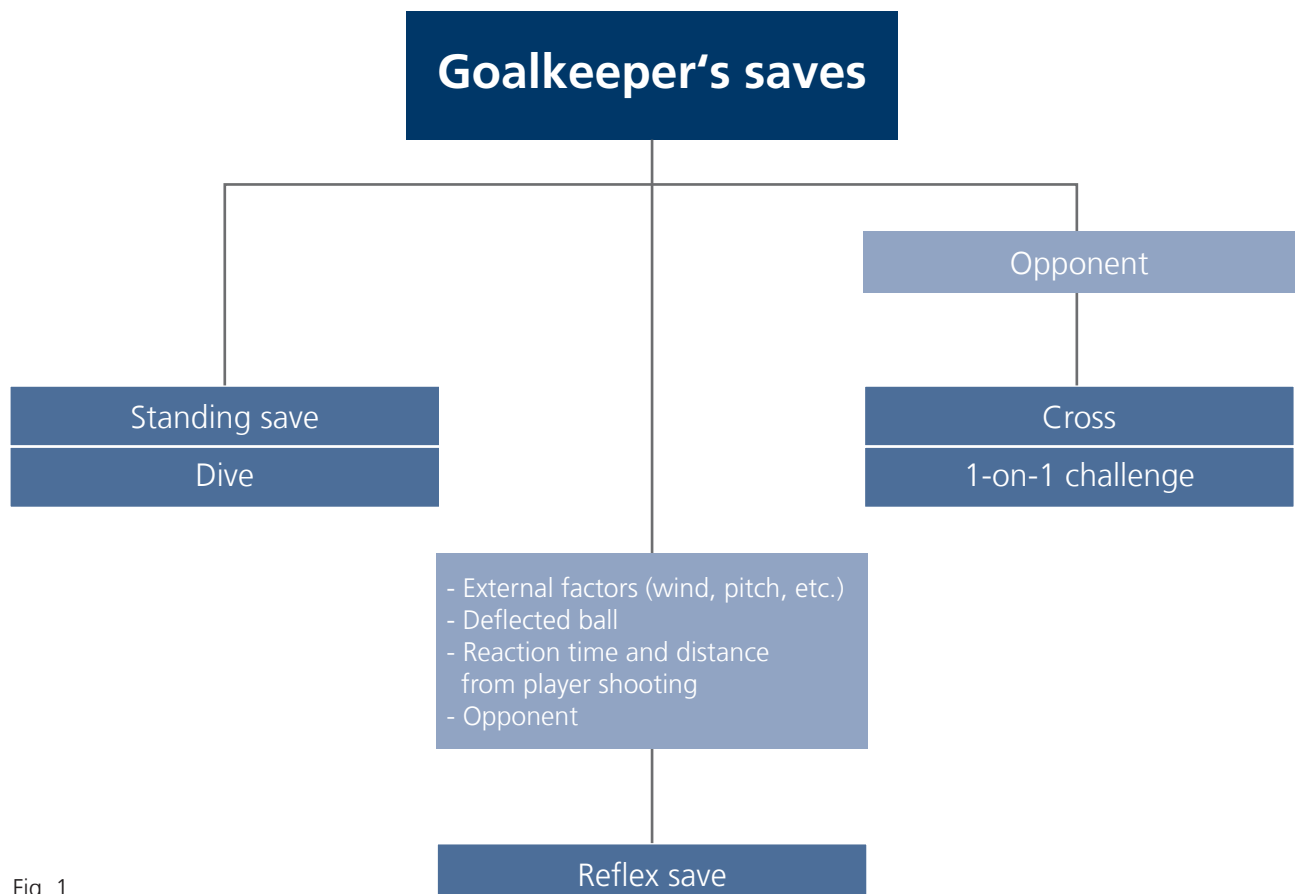 Goalkeeper‘s saves
Opponent
Standing save
Dive
Cross
1-on-1 challenge
- External factors (wind, pitch, etc.)
- Deflected ball
- Reaction time and distance
from player shooting
- Opponent
Reflex save
Fig. 1